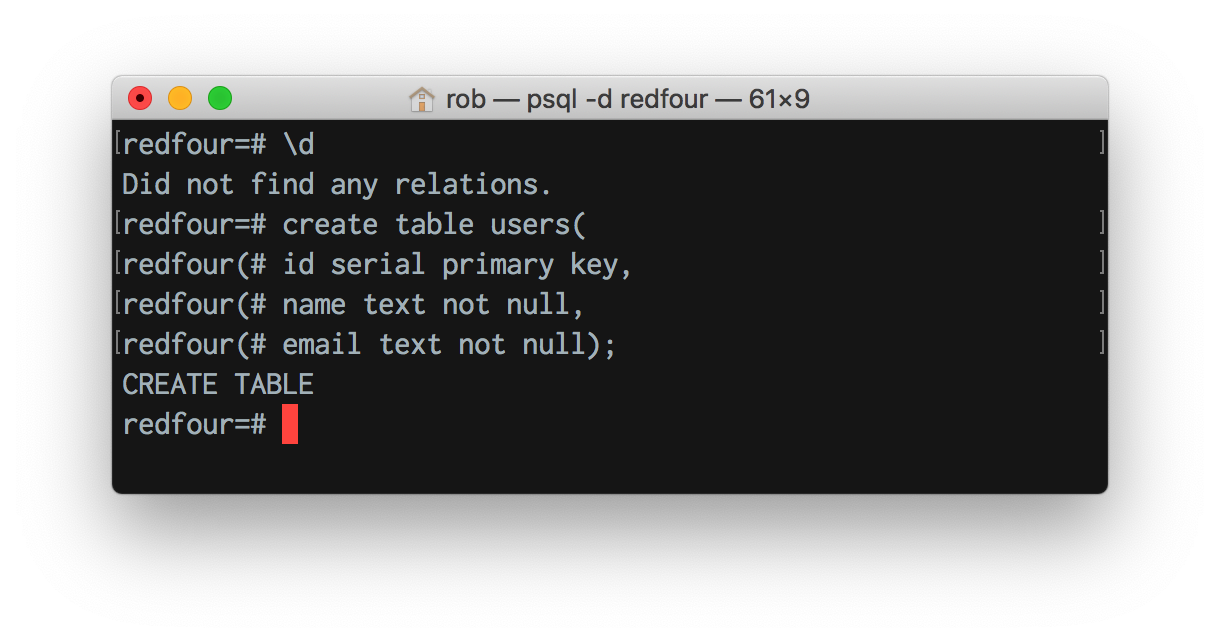 rob — psql -d redfour — 61×9
[redfour=# \d ]
Did not find any relations.
[redfour=# create table users( ]
[redfour(# id serial primary key, ]
[redfour(# name text not null, ]
[redfour(# email text not null); ]
CREATE TABLE
redfour=#